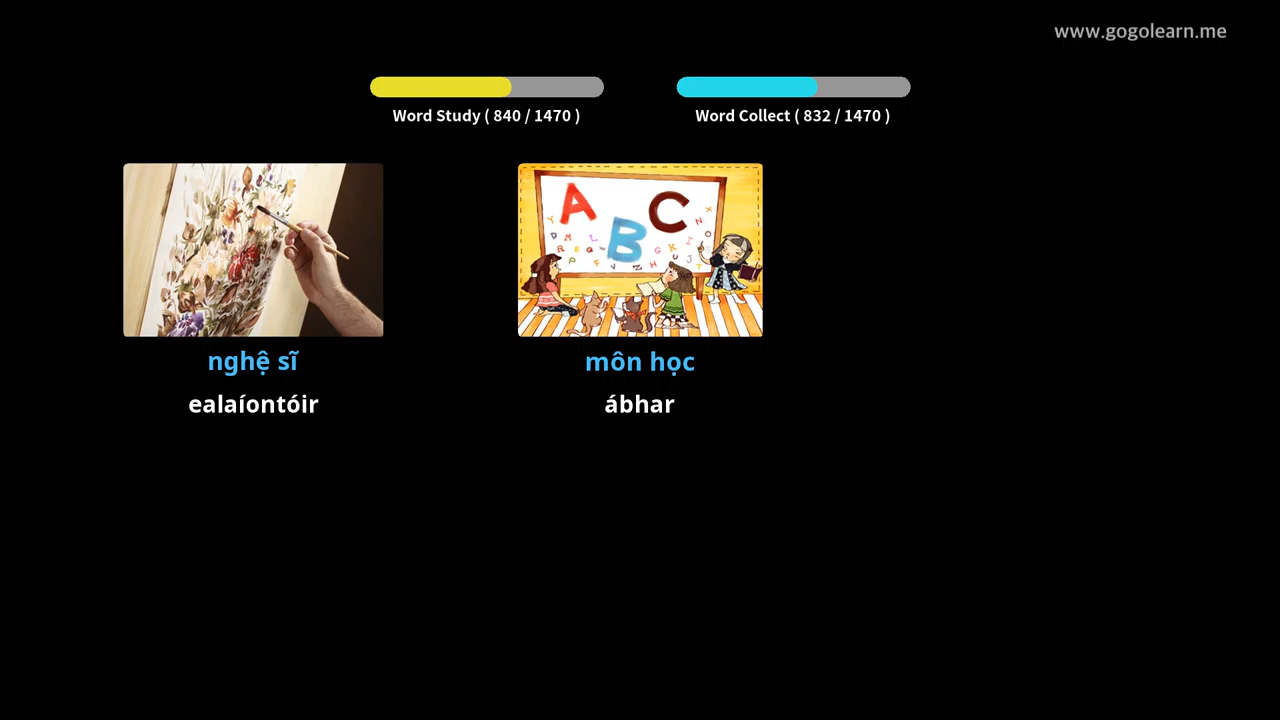 www.gogolearn.me
Word Study ( 840 / 1470 )
Word Collect ( 832 / 1470 )
A B C
nghệ sĩ
môn học
ealaíontóir
ábhar